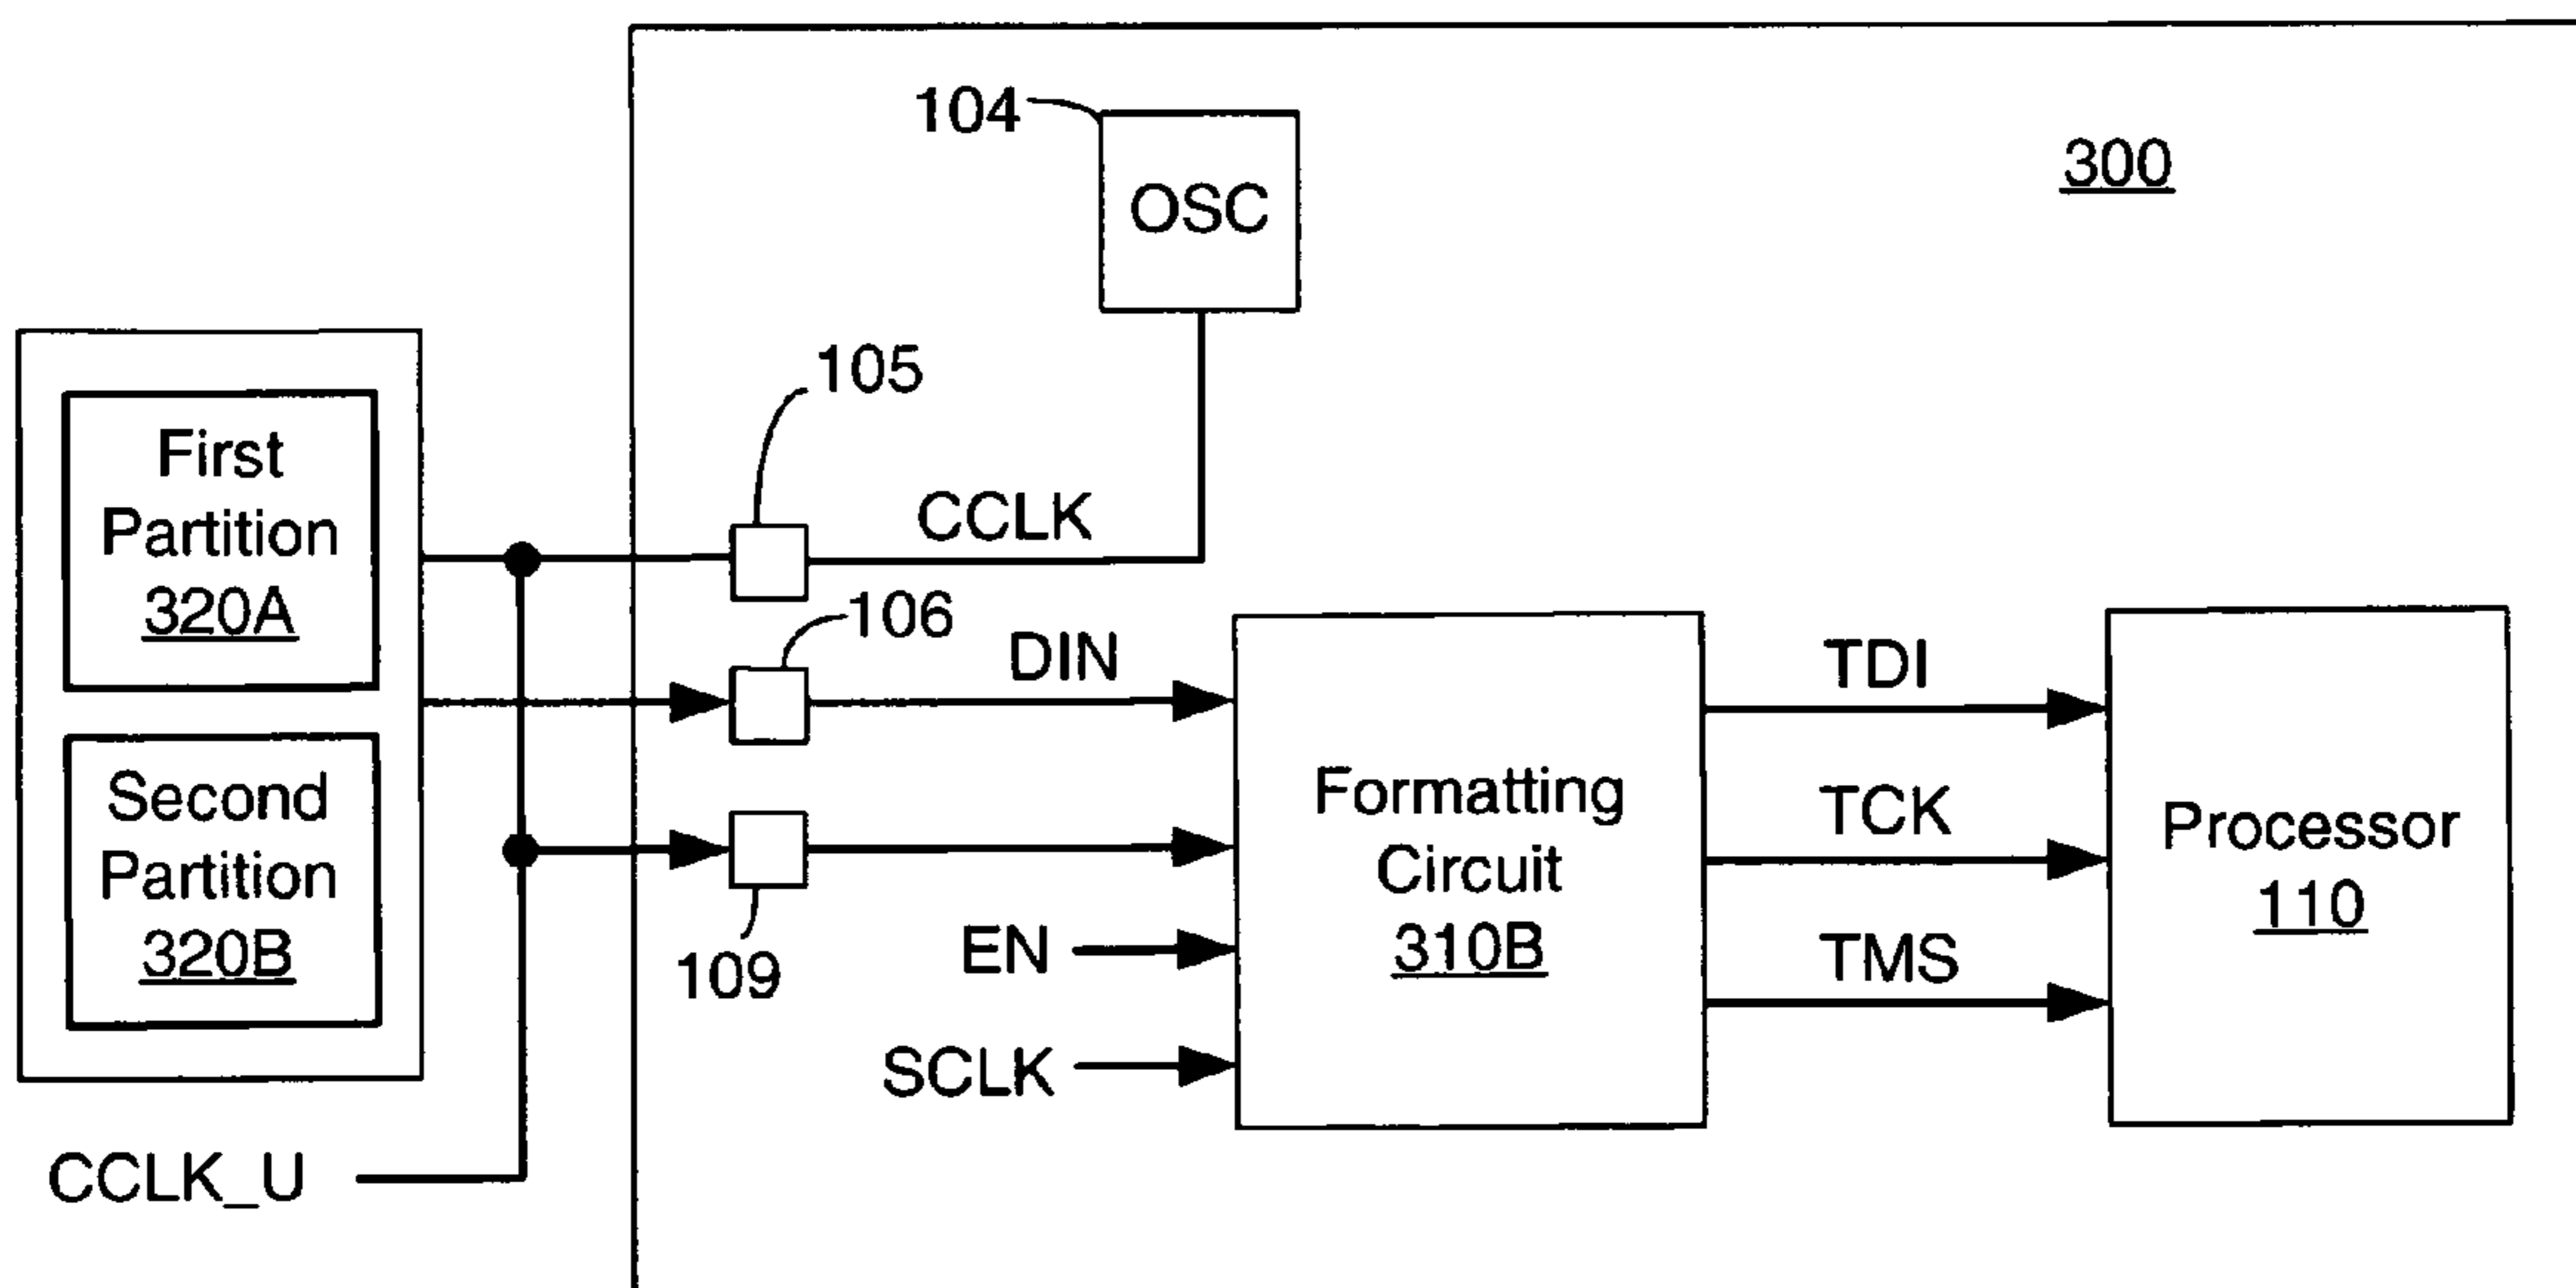 104
OSC
300
105
First
Partition
320A
CCLK
106
DIN
TDI
Second
Partition
320B
Formatting
Circuit
310B
TCK
Processor
110
109
EN
TMS
SCLK
CCLK_U